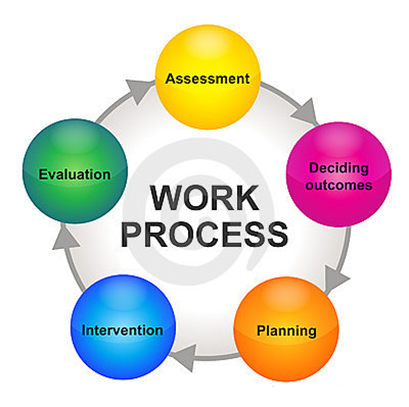 Assessment
Deciding
outcomes
Planning
Intervention
Evaluation
WORK
PROCESS